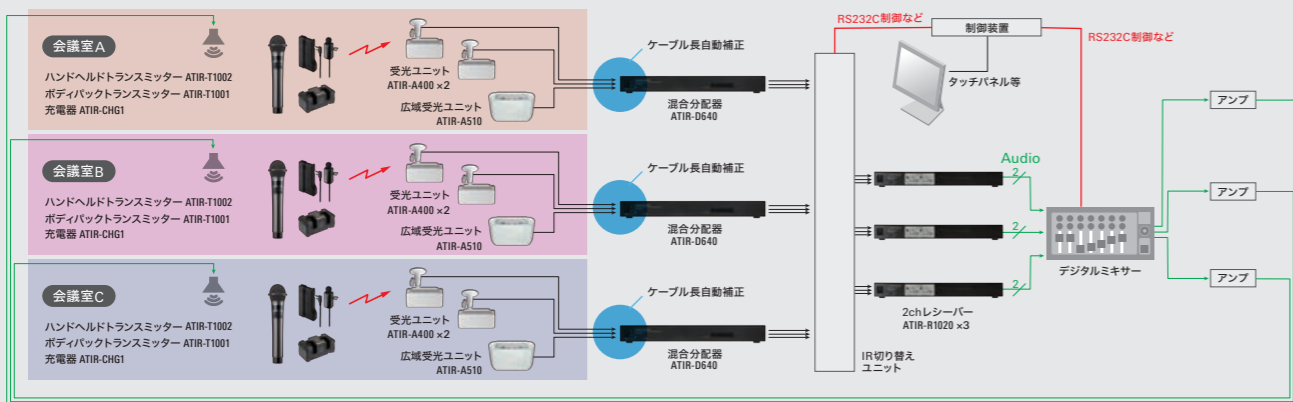 会議室A
ハンドヘルドトランスミッター ATIR-T1002
ボディパックトランスミッター ATIR-T1001
充電器 ATIR-CHG1
受光ユニット
ATIR-A400 ×2
広域受光ユニット
ATIR-A510
ケーブル長自動補正
混合分配器
ATIR-D640
会議室B
ハンドヘルドトランスミッター ATIR-T1002
ボディパックトランスミッター ATIR-T1001
充電器 ATIR-CHG1
受光ユニット
ATIR-A400 ×2
広域受光ユニット
ATIR-A510
ケーブル長自動補正
混合分配器
ATIR-D640
会議室C
ハンドヘルドトランスミッター ATIR-T1002
ボディパックトランスミッター ATIR-T1001
充電器 ATIR-CHG1
受光ユニット
ATIR-A400 ×2
広域受光ユニット
ATIR-A510
ケーブル長自動補正
混合分配器
ATIR-D640
IR切り替え
ユニット
RS232C制御など
制御装置
RS232C制御など
タッチパネル等
Audio
2
2
2
2chレシーバー
ATIR-R1020 ×3
デジタルミキサー
アンプ
アンプ
アンプ